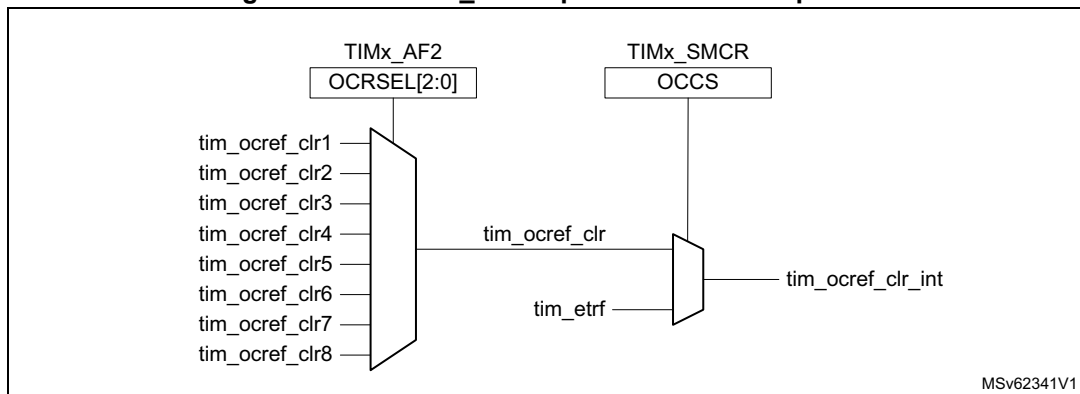 TIMx_AF2
TIMx_SMCR
OCRSEL[2:0]
OCCS
tim_ocref_clr1
tim_ocref_clr2
tim_ocref_clr3
tim_ocref_clr4
tim_ocref_clr5
tim_ocref_clr6
tim_ocref_clr7
tim_ocref_clr8
tim_ocref_clr
tim_etrf
tim_ocref_clr_int
MSv62341V1